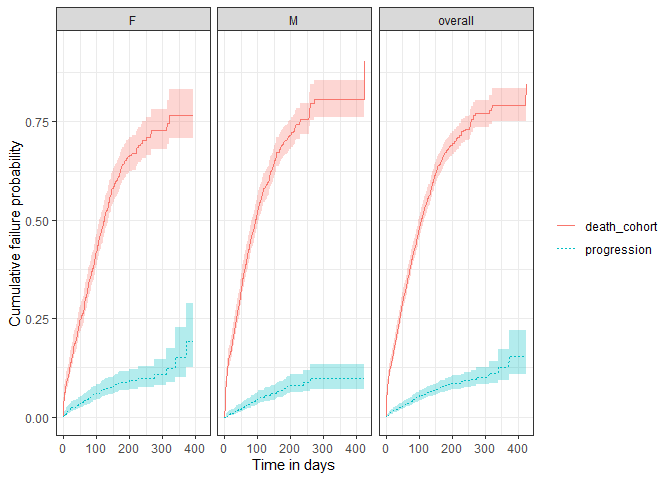 F M overall
Cumulative failure probability
0.75
0.50
0.25
0.00
0 100 200 300 400 0 100 200 300 400 0 100 200 300 400
Time in days
death_cohort
progression